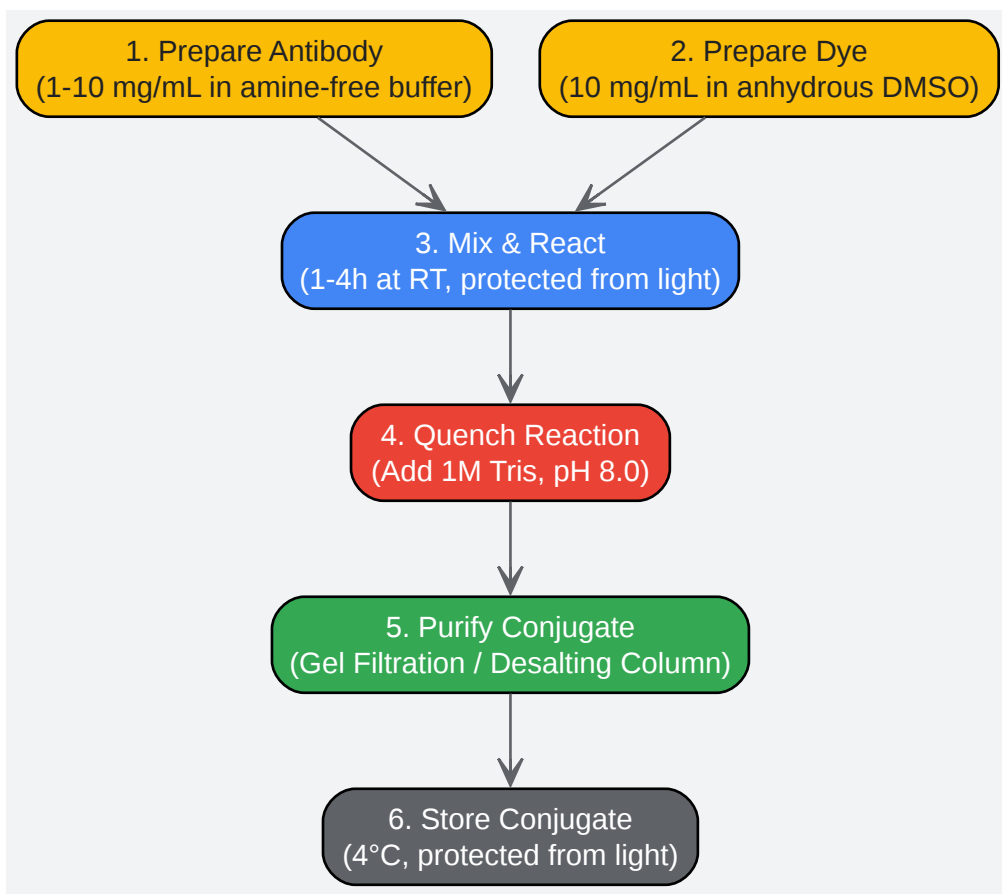 1. Prepare Antibody
(1-10 mg/mL in amine-free buffer)
2. Prepare Dye
(10 mg/mL in anhydrous DMSO)
3. Mix & React
(1-4h at RT, protected from light)
4. Quench Reaction
(Add 1M Tris, pH 8.0)
5. Purify Conjugate
(Gel Filtration / Desalting Column)
6. Store Conjugate
(4°C, protected from light)